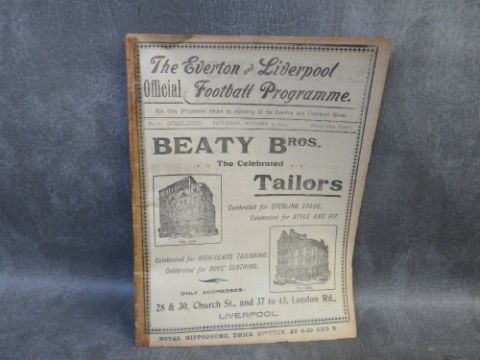 The Everton and Liverpool
Official Football Programme.
The Only Programme issued by authority of the Everton and Liverpool Clubs.
SATURDAY, OCTOBER
BEATY BROS.
. . The Celebrated . .
Tailors
Celebrated for STERLING VALUE.
Celebrated for STYLE AND FIT.
Celebrated for HIGH-CLASS TAILORING.
Celebrated for BOYS' CLOTHING.
ONLY ADDRESSES:
28 & 30, Church St., and 37 to 43, London Rd.,
LIVERPOOL
ROYAL HIPPODROME, TWICE NIGHTLY, AT 6-50 AND 9